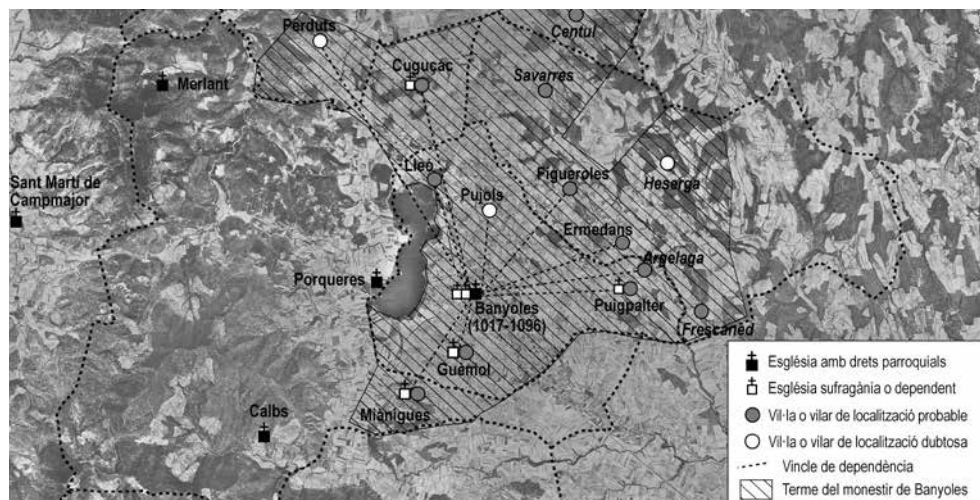 Perduts
Centul
Merlant
Cuguçac
Savarres
Sant Martí de
Campmajor
Lleó
Pujols
Figueroles
Heserga
Ermedans
Argelaga
Porqueres
Banyoles
(1017-1096)
Puigpalter
Frescaned
Guèmol
Miànigues
Calbs
Església amb drets parroquials
Església sufragània o dependent
Vil·la o vilar de localització probable
Vil·la o vilar de localització dubtosa
Vincle de dependència
Terme del monestir de Banyoles